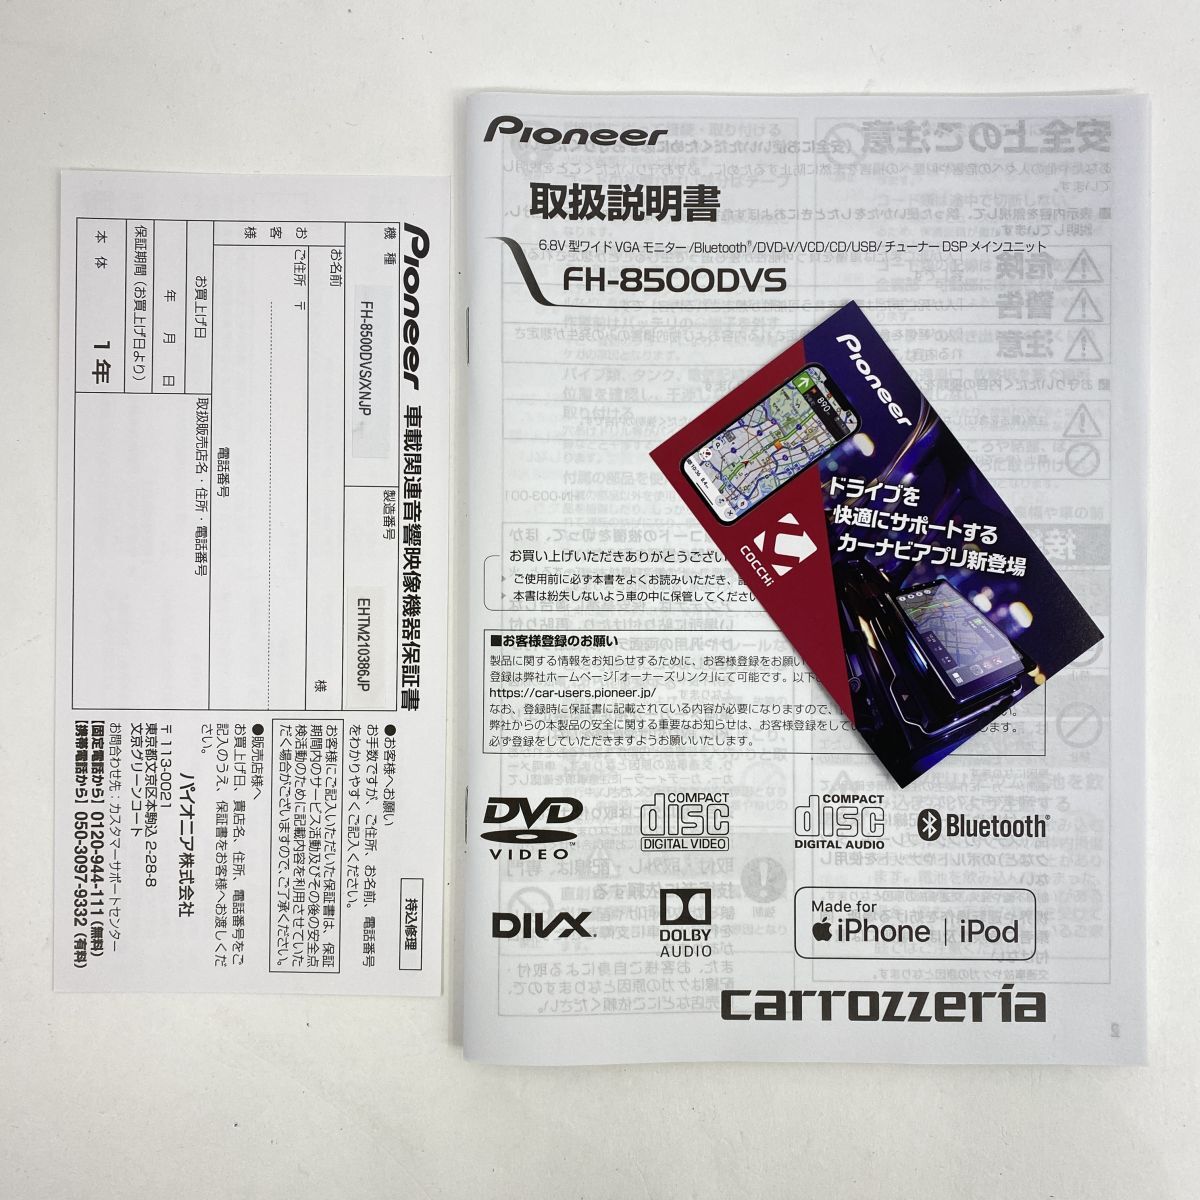 Pioneer
取扱説明書
6.8V型ワイドVGAモニター/Bluetooth®/DVD-V/VCD/CD/USB/チューナーDSPメインユニット
FH-8500DVS
お買い上げいただきありがとうござい
ご使用前に必ず本書をよくお読みいただき、
本書は紛失しないよう車の中に保管してください
■お客様登録のお願い
製品に関する情報をお知らせするために、お客様登録をお願い
登録は弊社ホームページ「オーナーズリンク」にて可能です。以下
https://car-users.pioneer.jp/
なお、登録時に保証書に記載されている内容が必要になりますので、
弊社からの本製品の安全に関する重要なお知らせは、お客様登録をして
必ず登録をしていただきますようお願いいたします。
DVD
VIDEO
COMPACT
disc
DIGITAL VIDEO
COMPACT
disc
DIGITAL AUDIO
Bluetooth®
DIVX.
DOLBY
AUDIO
Made for
iPhone | iPod
carrozzeria
Pioneer
ドライブを
快適にサポートする
カーナビアプリ新登場
COCCHi
Pioneer 車載関連音響映像機器保証書
機種
FH-8500DVS/XNJP
製造番号
EHTM210386JP
お客様
お名前
様
ご住所 〒
電話番号
お買上げ日
年 月 日
取扱販売店名・住所・電話番号
保証期間(お買上げ日より)
本体 1年
持込修理
●お客様へお願い
お手数ですが、ご住所、お名前、電話番号
をわかりやすくご記入ください。
お客様にご記入いただいた保証書は、保証
期間内のサービス活動及びその後の安全点
検活動のために記載内容を利用させていた
だく場合がございますので、ご了承ください。
●販売店様へ
お買上げ日、貴店名、住所、電話番号をご
記入のうえ、保証書をお客様へお渡しくだ
さい。
パイオニア株式会社
〒113-0021
東京都文京区本駒込2-28-8
文京グリーンコート
お問合わせ先:カスタマーサポートセンター
【固定電話から】0120-944-111(無料)
【携帯電話から】050-3097-9332(有料)